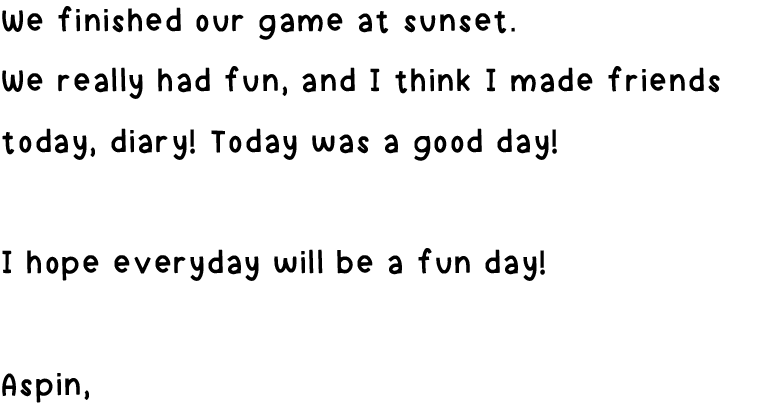 We finished our game at sunset.
We really had fun, and I think I made friends
today, diary! Today was a good day!
I hope everyday will be a fun day!
Aspin,